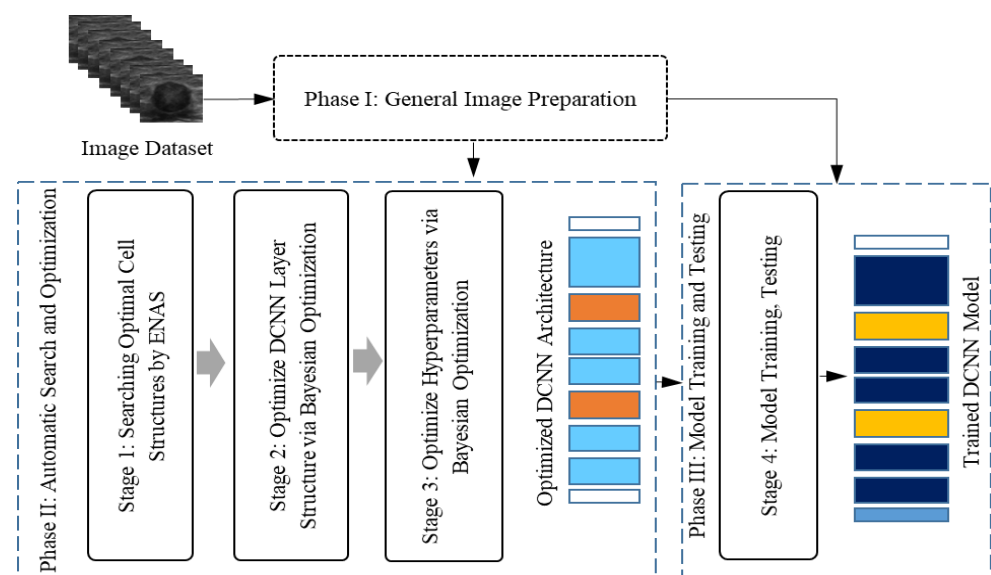 Phase I: General Image Preparation
Image Dataset
Phase II: Automatic Search and Optimization
Stage 1: Searching Optimal Cell
Structures by ENAS
Stage 2: Optimize DCNN Layer
Structure via Bayesian Optimization
Stage 3: Optimize Hyperparameters via
Bayesian Optimization
Optimized DCNN Architecture
Phase III: Model Training and Testing
Stage 4: Model Training, Testing
Trained DCNN Model